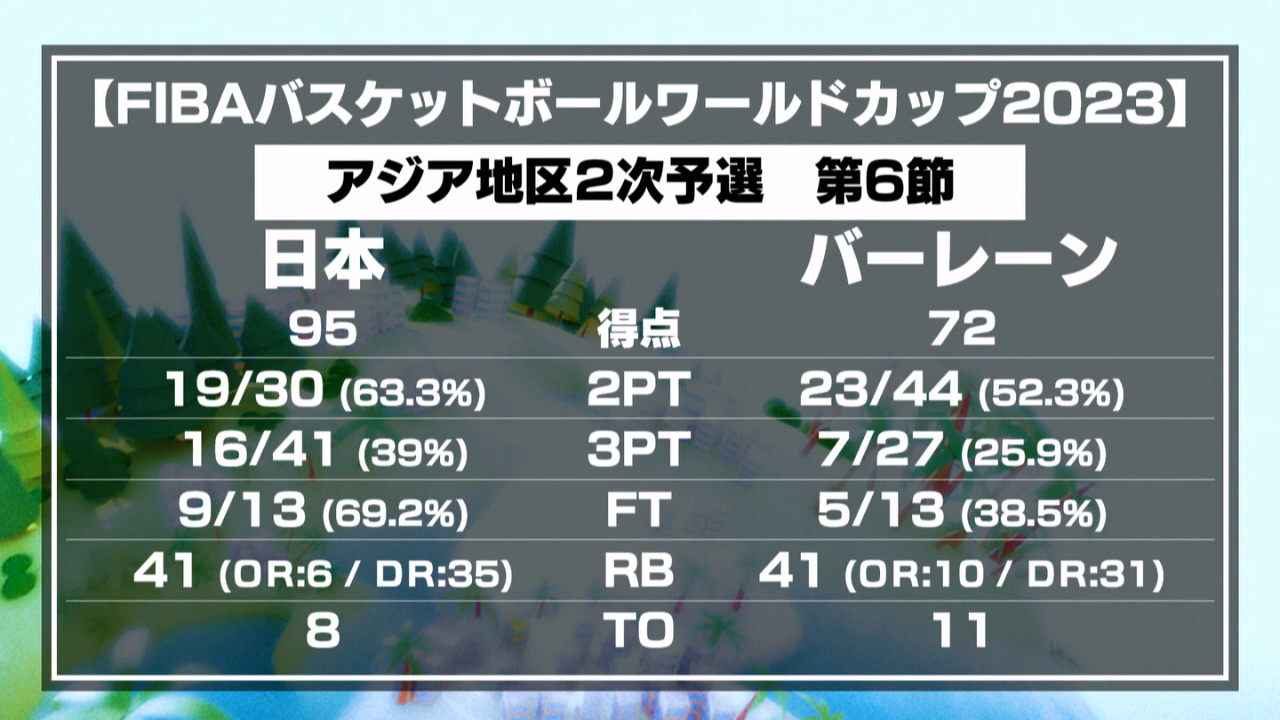 【FIBAバスケットボールワールドカップ2023】
アジア地区2次予選　第6節
日本 バーレーン
95 得点 72
19/30 (63.3%) 2PT 23/44 (52.3%)
16/41 (39%) 3PT 7/27 (25.9%)
9/13 (69.2%) FT 5/13 (38.5%)
41 (OR:6 / DR:35) RB 41 (OR:10 / DR:31)
8 TO 11